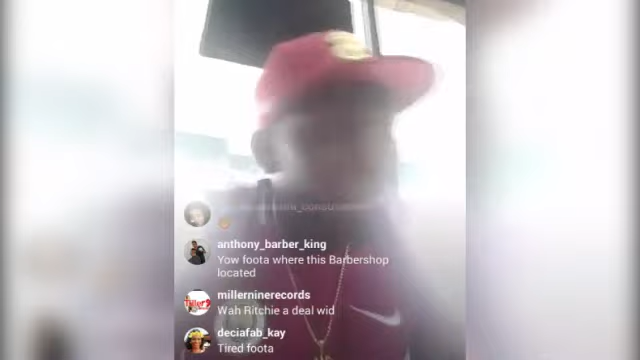 anthony_barber_king
Yow foota where this Barbershop
located
millerninerecords
Wah Ritchie a deal wid
deciafab_kay
Tired foota